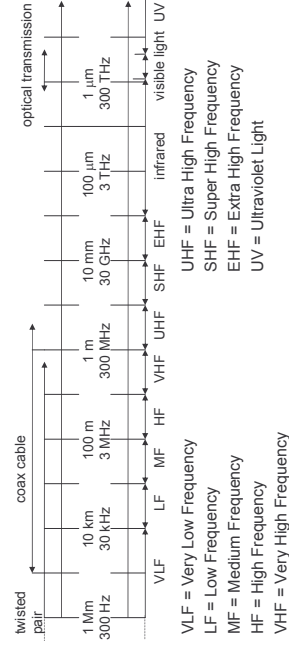 twisted pair coax cable optical transmission
1 Mm 10 km 100 m 1 m 10 mm 100 μm 1 μm
300 Hz 30 kHz 3 MHz 300 MHz 30 GHz 3 THz 300 THz
VLF LF MF HF VHF UHF SHF EHF infrared visible light UV
VLF = Very Low Frequency
LF = Low Frequency
MF = Medium Frequency
HF = High Frequency
VHF = Very High Frequency
UHF = Ultra High Frequency
SHF = Super High Frequency
EHF = Extra High Frequency
UV = Ultraviolet Light